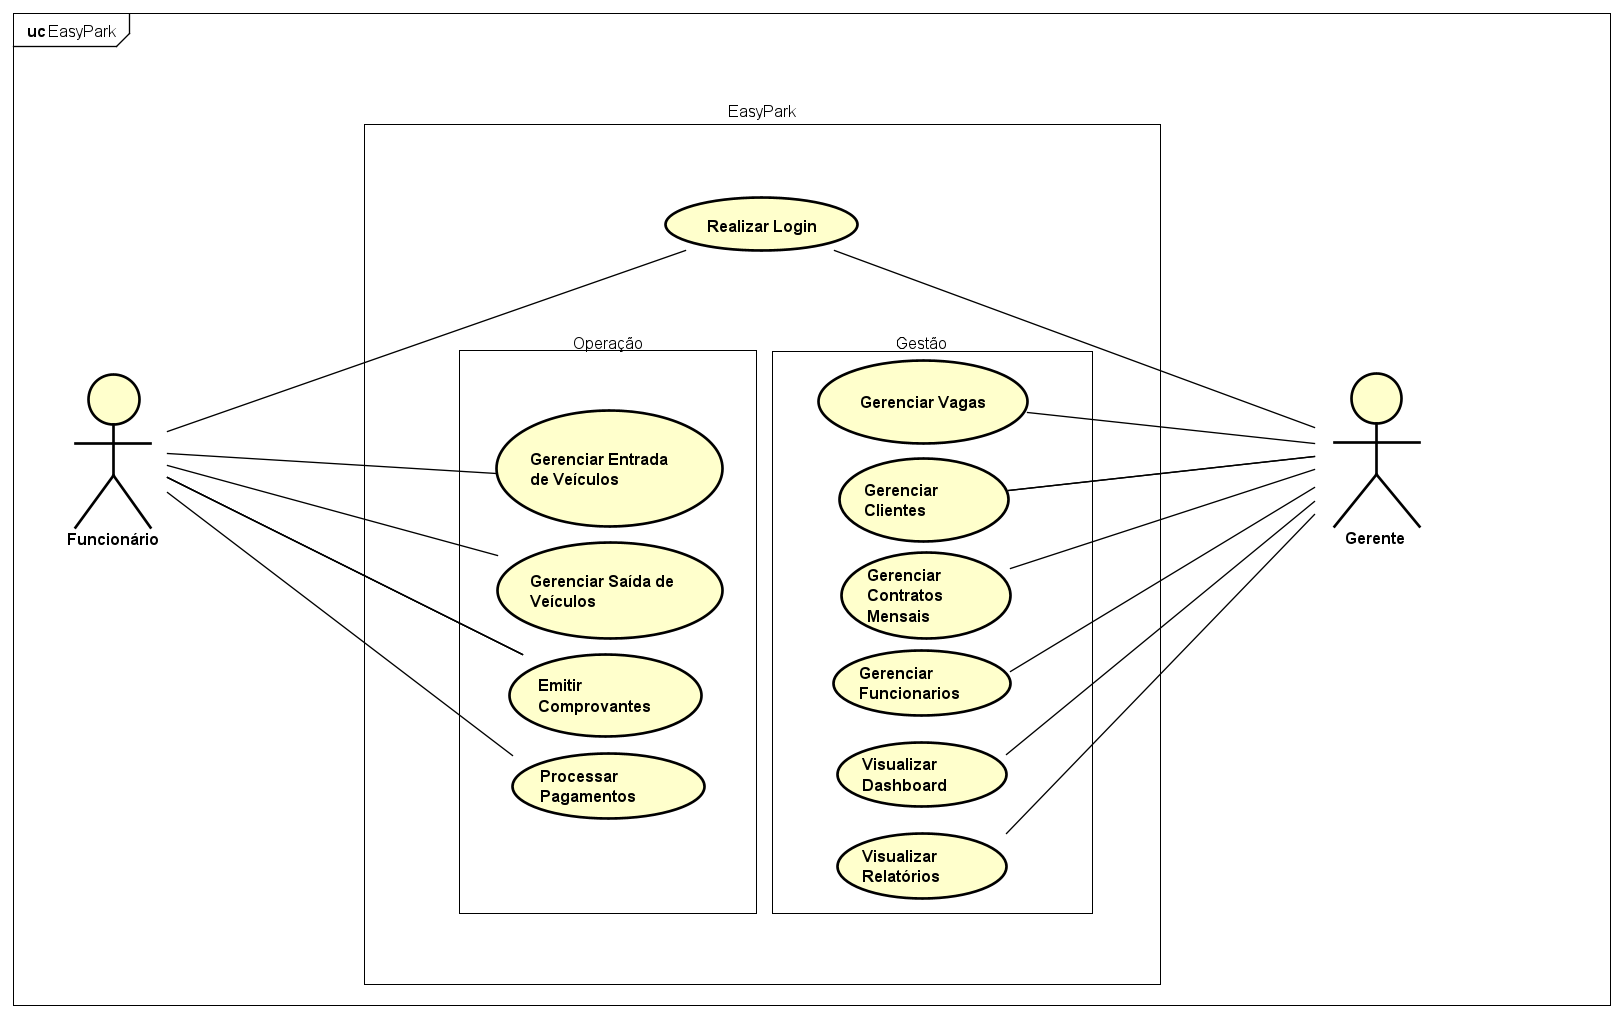 uc EasyPark
EasyPark
Realizar Login
Operação
Gestão
Gerenciar Entrada
de Veículos
Gerenciar Saída de
Veículos
Emitir
Comprovantes
Processar
Pagamentos
Gerenciar Vagas
Gerenciar
Clientes
Gerenciar
Contratos
Mensais
Gerenciar
Funcionarios
Visualizar
Dashboard
Visualizar
Relatórios
Funcionário
Gerente